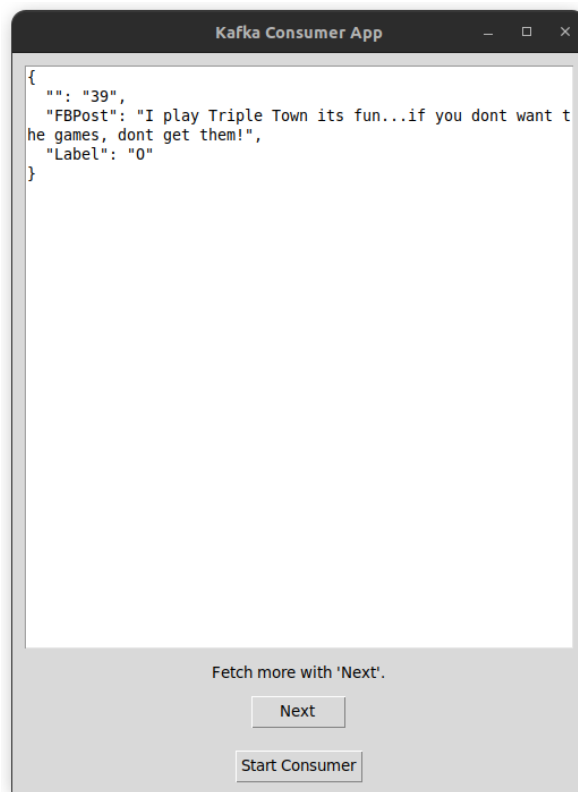 Kafka Consumer App
{
  "": "39",
  "FBPost": "I play Triple Town its fun...if you dont want t
he games, dont get them!",
  "Label": "O"
}
Fetch more with 'Next'.
Next
Start Consumer